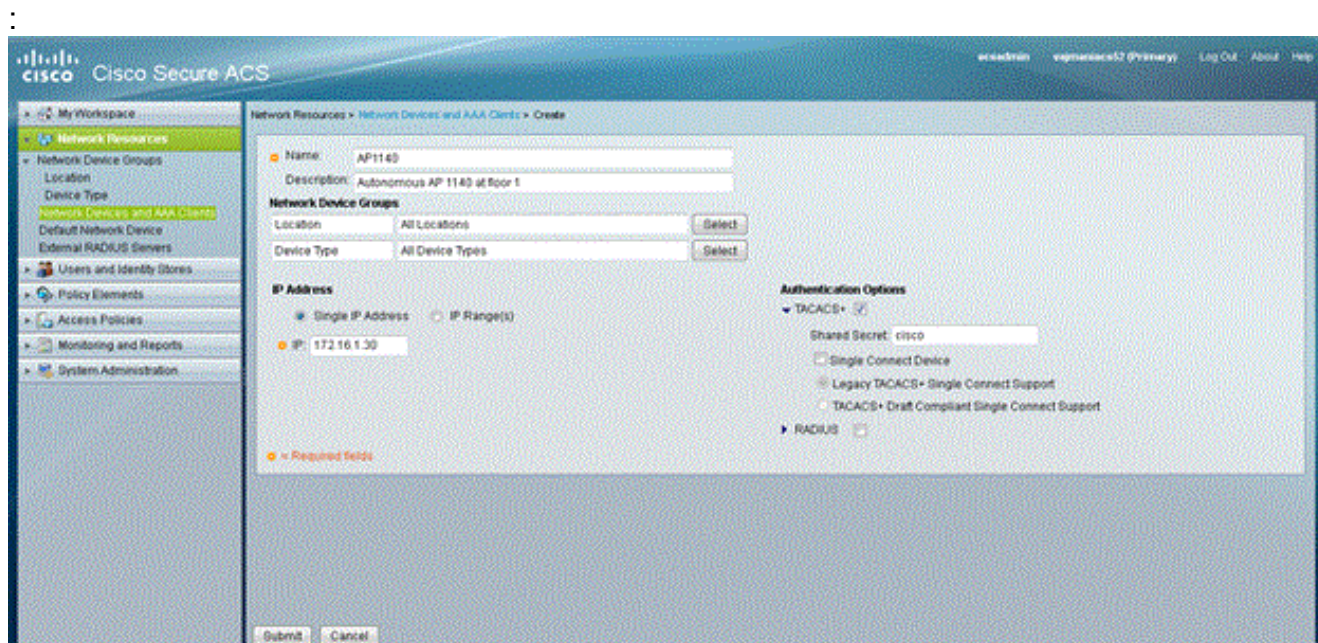 :
cisco Cisco Secure ACS
acsadmin (Primary) Log Out About Help
My Workspace
Network Resources
Network Device Groups
Location
Device Type
Network Devices and AAA Clients
Default Network Device
External RADIUS Servers
Users and Identity Stores
Policy Elements
Access Policies
Monitoring and Reports
System Administration
Network Resources > Network Devices and AAA Clients > Create
Name: AP1140
Description: Autonomous AP 1140 at floor 1
Network Device Groups
Location All Locations Select
Device Type All Device Types Select
IP Address
Single IP Address IP Range(s)
IP: 172.16.1.30
Authentication Options
TACACS+
Shared Secret: cisco
Single Connect Device
Legacy TACACS+ Single Connect Support
TACACS+ Draft Compliant Single Connect Support
RADIUS
= Required fields
Submit Cancel